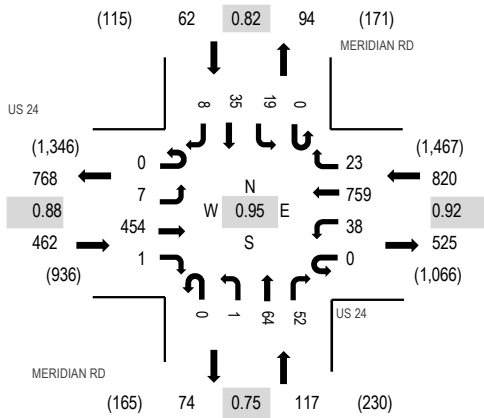 (115) 62 0.82 94 (171)
MERIDIAN RD
US 24
8 35 19 0
(1,346) (1,467)
0 23
768 820
7 759
N
0.88 W 0.95 E 0.92
454 38
S
462 525
1 0
(936) (1,066)
0 1 64 52
US 24
MERIDIAN RD
(165) 74 0.75 117 (230)